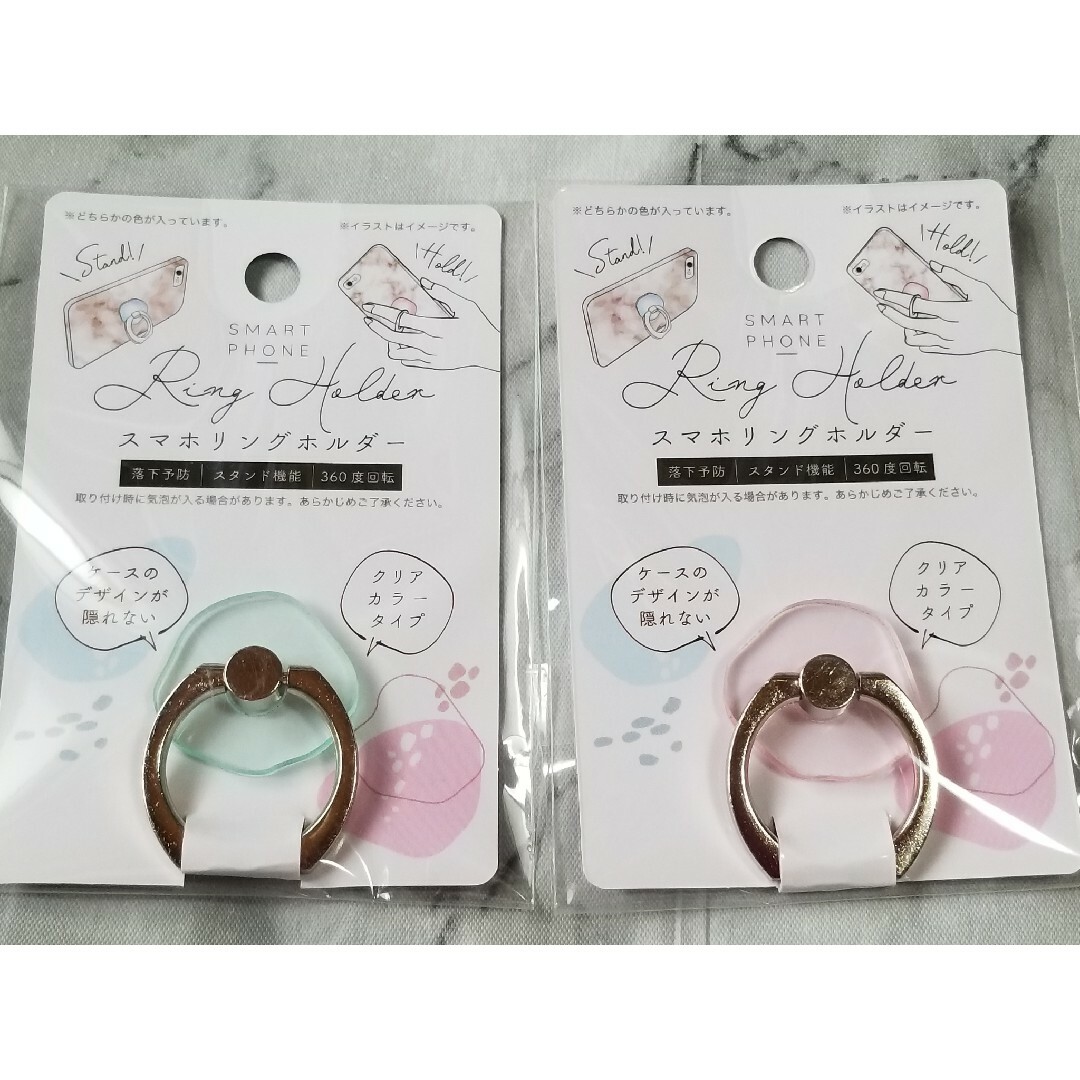 ※どちらかの色が入っています。
※イラストはイメージです。
Stand!
Hold!
SMART
PHONE
Ring Holder
スマホリングホルダー
落下予防 | スタンド機能 | 360度回転
取り付け時に気泡が入る場合があります。あらかじめご了承ください。
ケースの
デザインが
隠れない
クリア
カラー
タイプ
※どちらかの色が入っています。
※イラストはイメージです。
Stand!
Hold!
SMART
PHONE
Ring Holder
スマホリングホルダー
落下予防 | スタンド機能 | 360度回転
取り付け時に気泡が入る場合があります。あらかじめご了承ください。
ケースの
デザインが
隠れない
クリア
カラー
タイプ